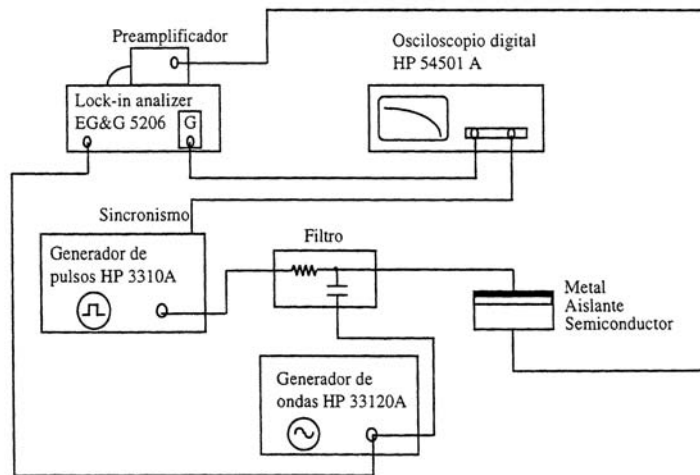 Preamplificador
Osciloscopio digital
HP 54501 A
Lock-in analizer
EG&G 5206
G
Sincronismo
Generador de
pulsos HP 3310A
Filtro
Metal
Aislante
Semiconductor
Generador de
ondas HP 33120A